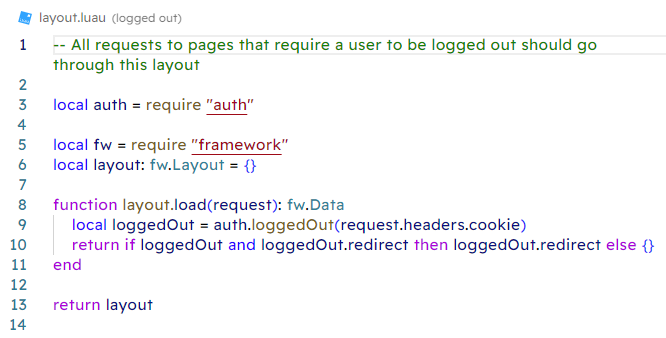 layout.luau (logged out)
1 -- All requests to pages that require a user to be logged out should go
through this layout
2
3 local auth = require "auth"
4
5 local fw = require "framework"
6 local layout: fw.Layout = {}
7
8 function layout.load(request): fw.Data
9 local loggedOut = auth.loggedOut(request.headers.cookie)
10 return if loggedOut and loggedOut.redirect then loggedOut.redirect else {}
11 end
12
13 return layout
14